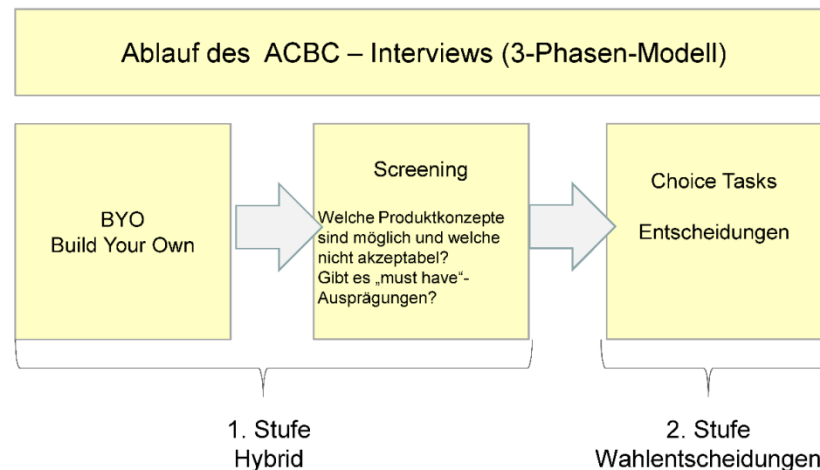 Ablauf des ACBC – Interviews (3-Phasen-Modell)
BYO
Build Your Own
Screening
Welche Produktkonzepte
sind möglich und welche
nicht akzeptabel?
Gibt es „must have“-
Ausprägungen?
Choice Tasks
Entscheidungen
1. Stufe
Hybrid
2. Stufe
Wahlentscheidungen